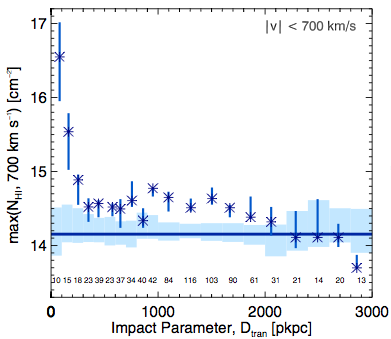 |v| < 700 km/s
17
16
15
14
max(N_HI, 700 km s⁻¹) [cm⁻²]
10 15 18 23 39 23 37 34 40 42 84 116 103 90 61 31 21 14 20 13
0 1000 2000 3000
Impact Parameter, D_tran [pkpc]